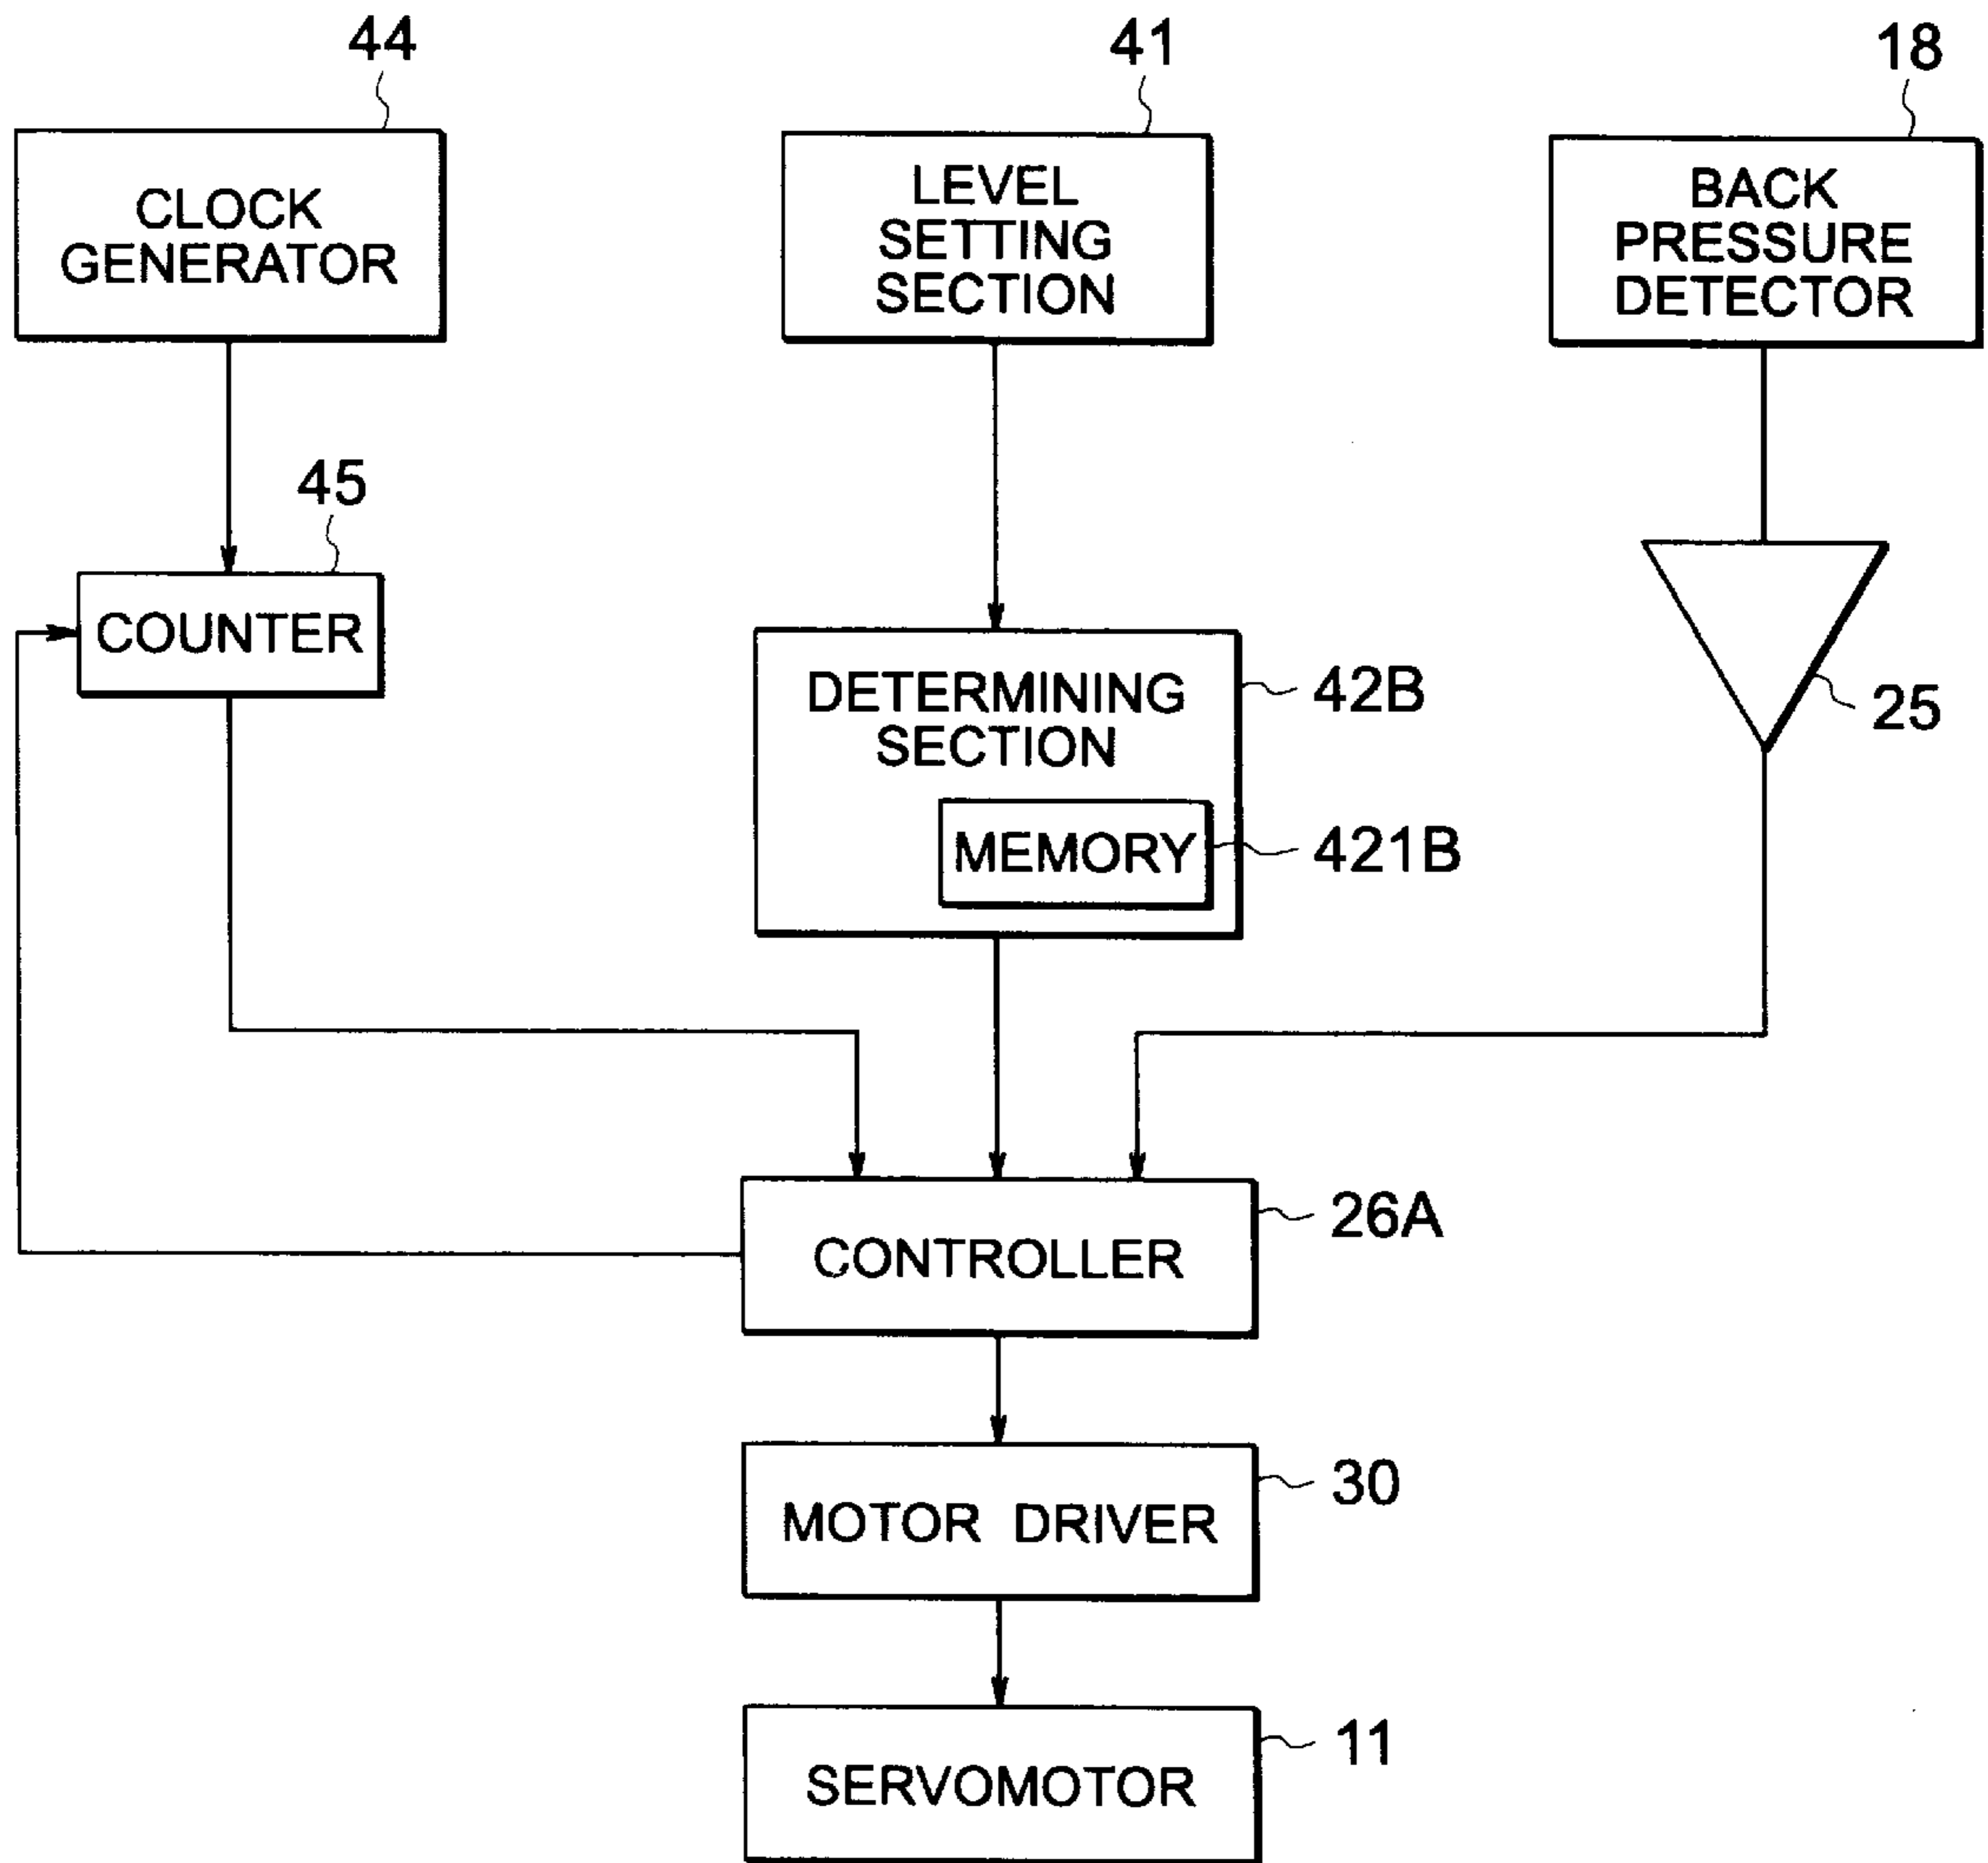 44
41
18
CLOCK
GENERATOR
LEVEL
SETTING
SECTION
BACK
PRESSURE
DETECTOR
45
COUNTER
DETERMINING
SECTION
42B
25
MEMORY
421B
26A
CONTROLLER
30
MOTOR DRIVER
11
SERVOMOTOR